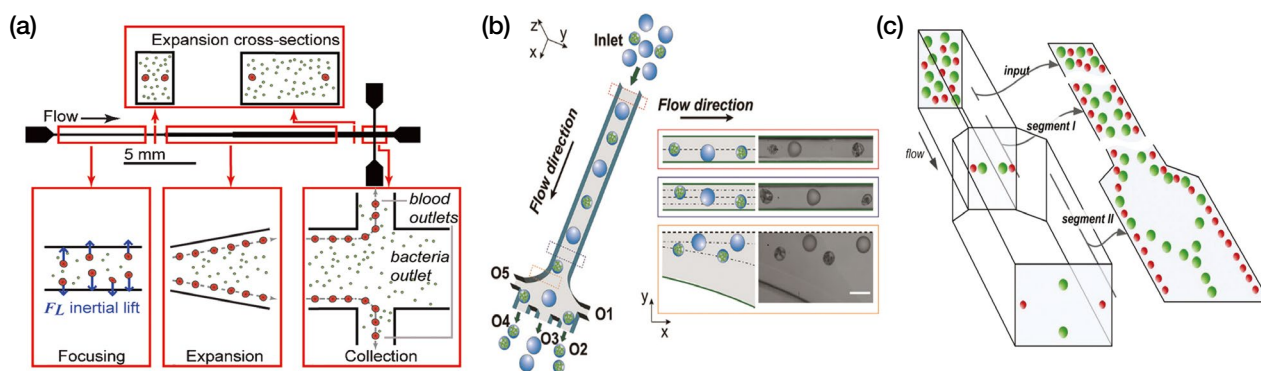 (a)
Expansion cross-sections
Flow
5 mm
blood
outlets
bacteria
outlet
FL inertial lift
Focusing
Expansion
Collection
(b)
z
y
x
Inlet
Flow direction
Flow direction
O5
O4
O3
O2
O1
y
x
(c)
input
segment I
flow
segment II